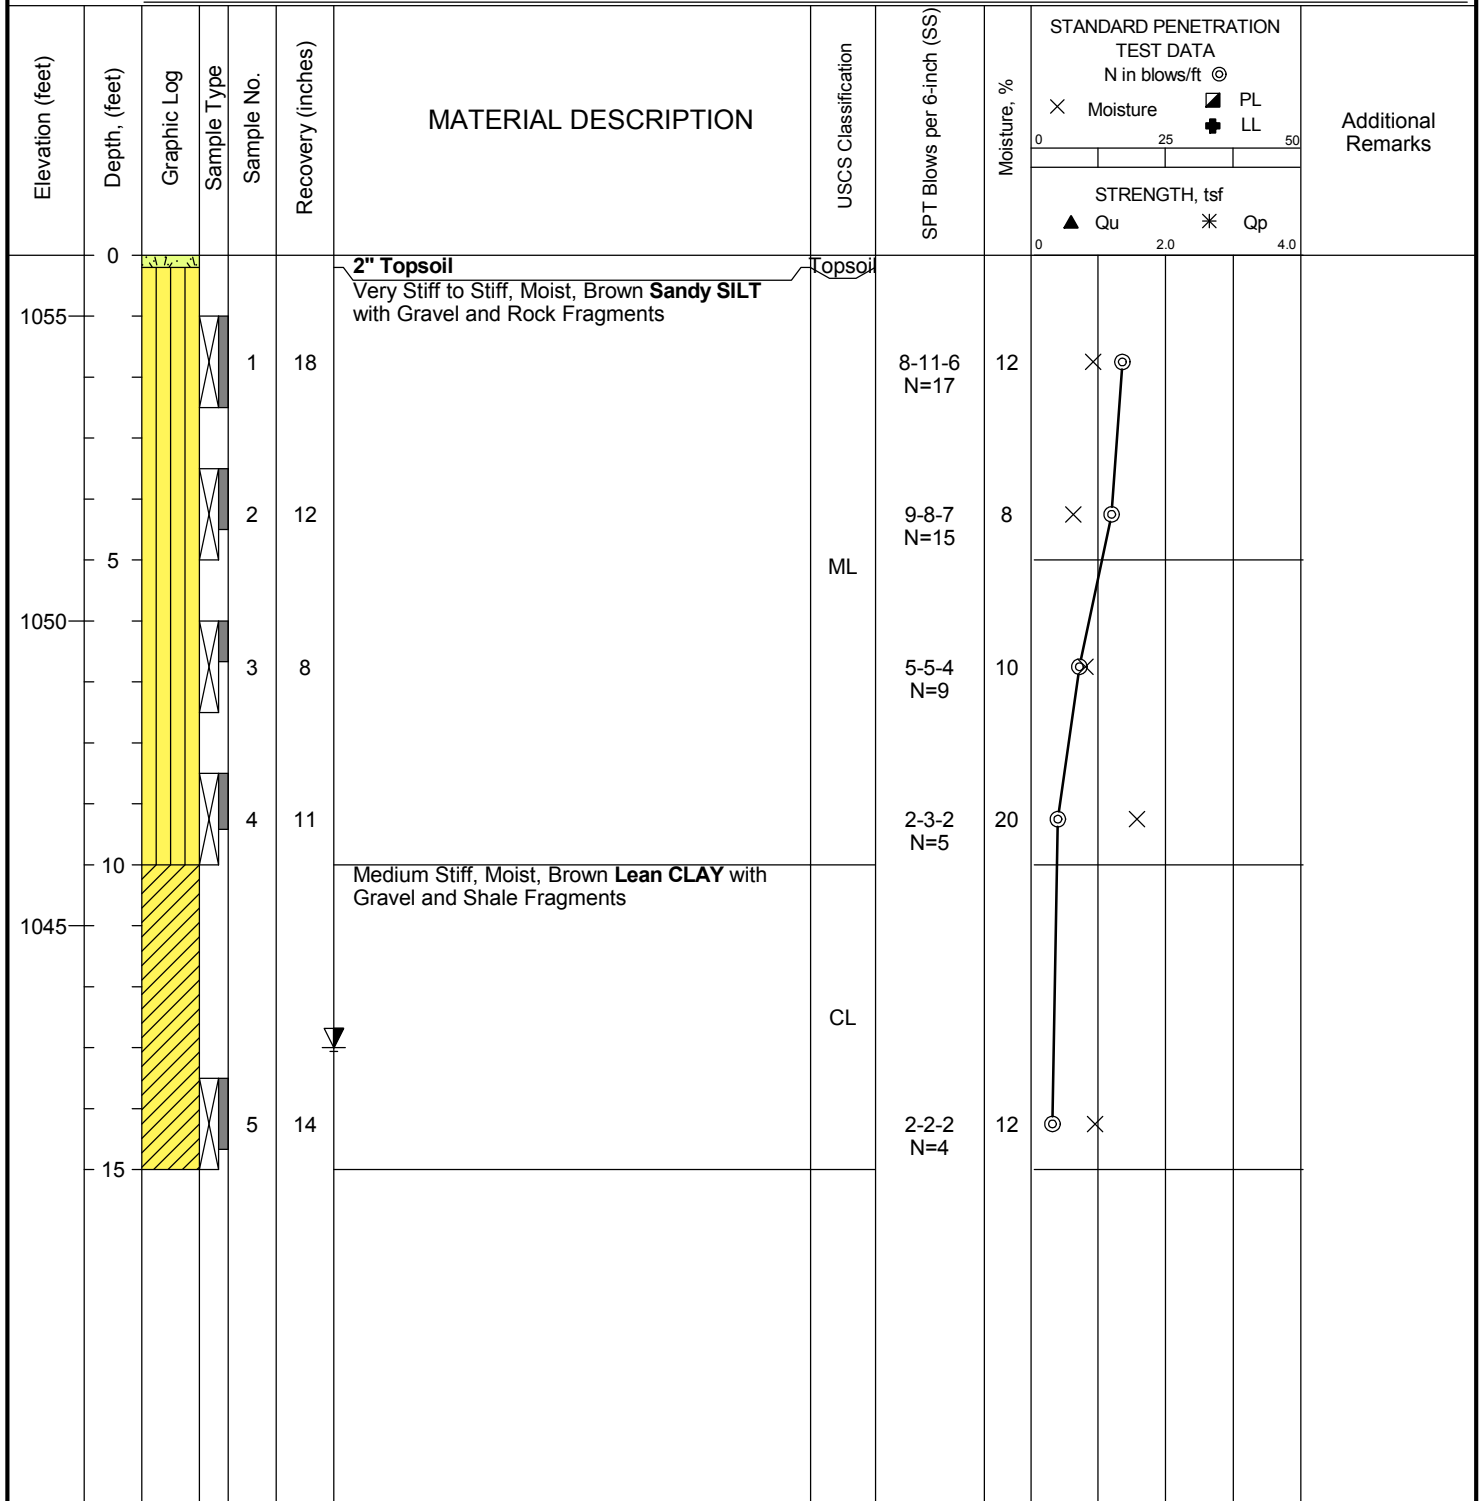 Elevation (feet)
Depth, (feet)
Graphic Log
Sample Type
Sample No.
Recovery (inches)
MATERIAL DESCRIPTION
USCS Classification
SPT Blows per 6-inch (SS)
Moisture, %
STANDARD PENETRATION
TEST DATA
N in blows/ft
Moisture
PL
LL
0 25 50
STRENGTH, tsf
Qu Qp
0 2.0 4.0
Additional
Remarks
0
2" Topsoil Topsoil
Very Stiff to Stiff, Moist, Brown Sandy SILT
1055
with Gravel and Rock Fragments
1 18 8-11-6 12
N=17
2 12 9-8-7 8
N=15
5
ML
1050
3 8 5-5-4 10
N=9
4 11 2-3-2 20
N=5
10
Medium Stiff, Moist, Brown Lean CLAY with
Gravel and Shale Fragments
1045
CL
5 14 2-2-2 12
N=4
15